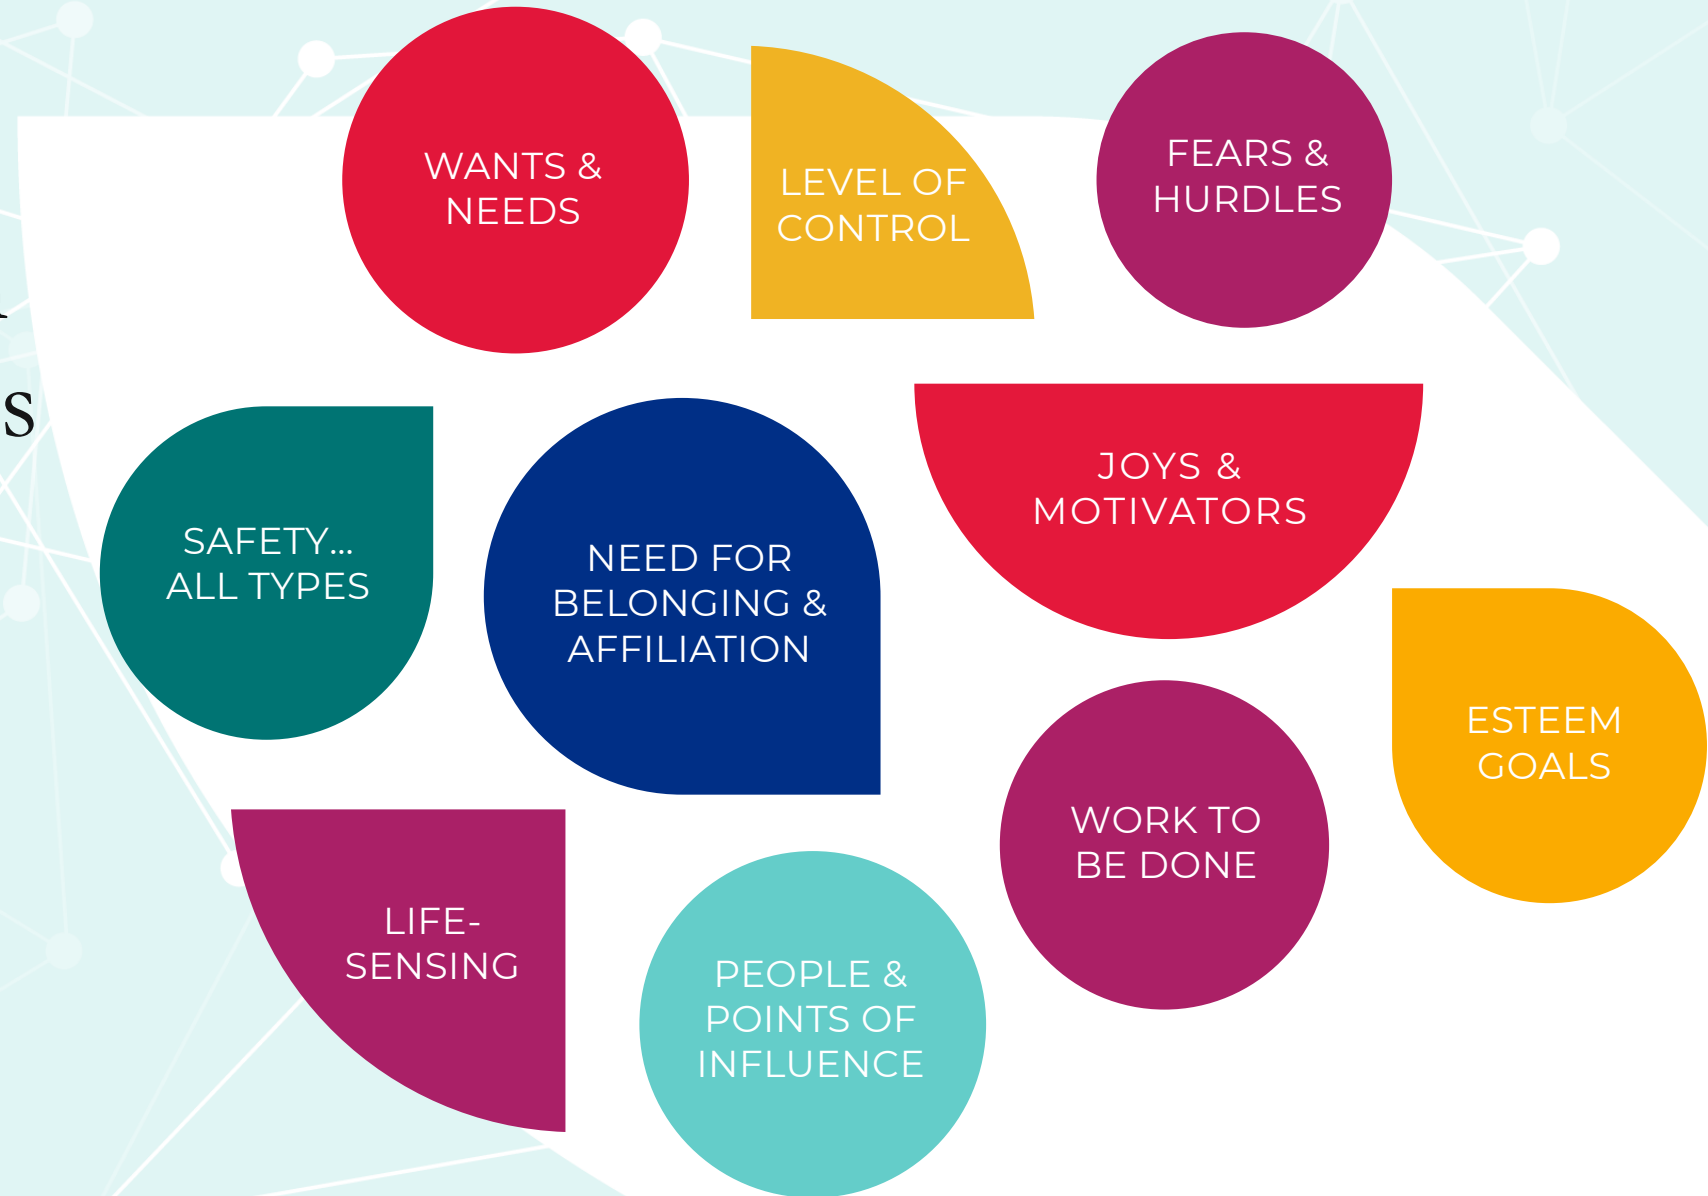 WANTS &
NEEDS
LEVEL OF
CONTROL
FEARS &
HURDLES
s
SAFETY...
ALL TYPES
NEED FOR
BELONGING &
AFFILIATION
JOYS &
MOTIVATORS
ESTEEM
GOALS
WORK TO
BE DONE
LIFE-
SENSING
PEOPLE &
POINTS OF
INFLUENCE